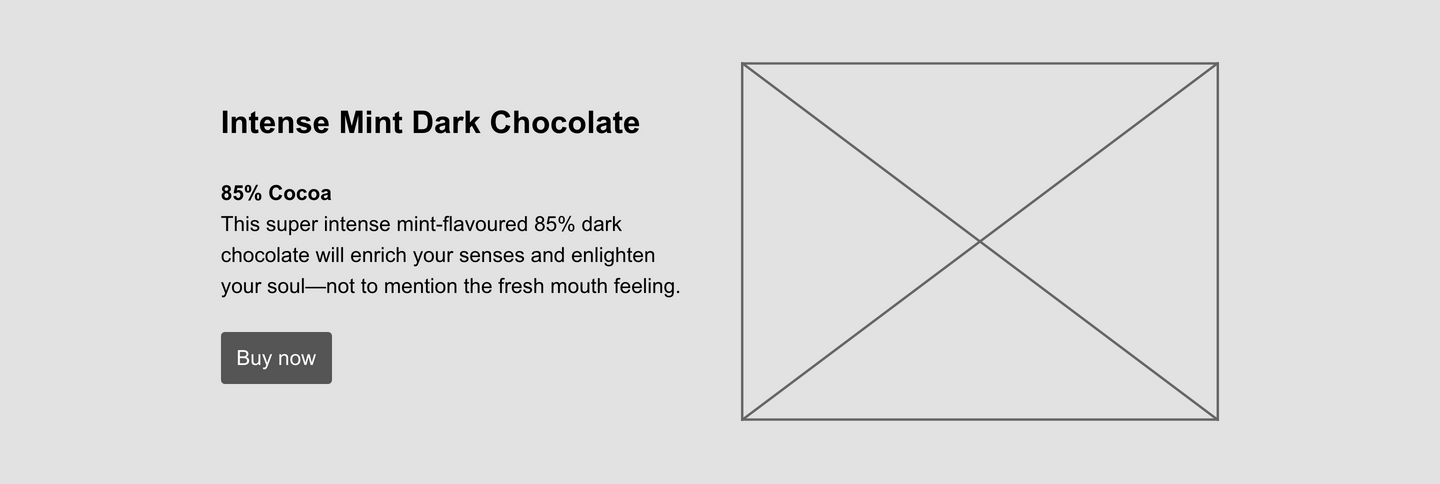 Intense Mint Dark Chocolate
85% Cocoa
This super intense mint-flavoured 85% dark
chocolate will enrich your senses and enlighten
your soul—not to mention the fresh mouth feeling.
Buy now